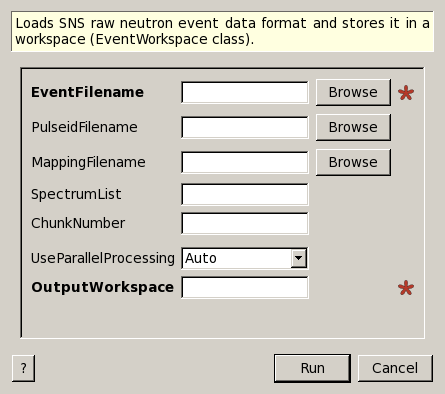 Loads SNS raw neutron event data format and stores it in a
workspace (EventWorkspace class).
EventFilename Browse *
PulseidFilename Browse
MappingFilename Browse
SpectrumList
ChunkNumber
UseParallelProcessing Auto
OutputWorkspace *
? Run Cancel